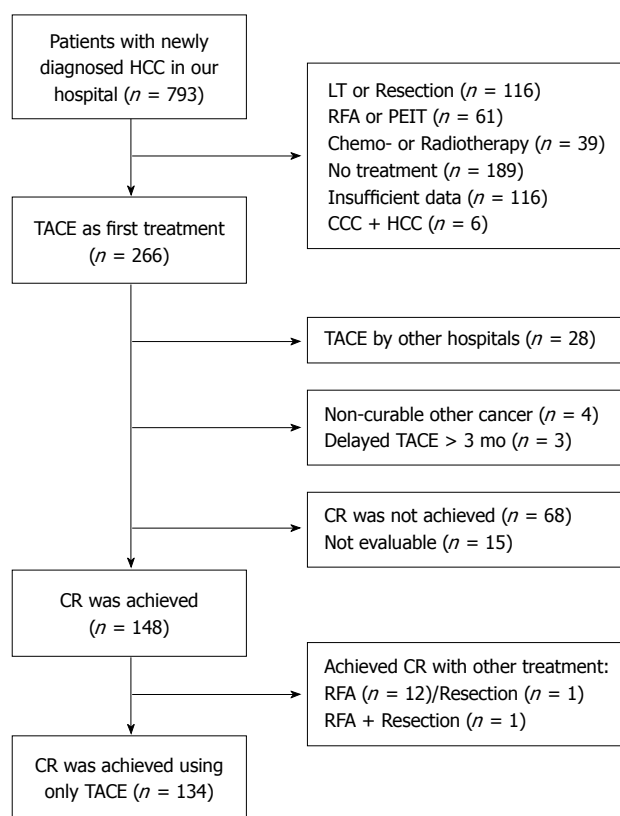 Patients with newly
diagnosed HCC in our
hospital (n = 793)
LT or Resection (n = 116)
RFA or PEIT (n = 61)
Chemo- or Radiotherapy (n = 39)
No treatment (n = 189)
Insufficient data (n = 116)
CCC + HCC (n = 6)
TACE as first treatment
(n = 266)
TACE by other hospitals (n = 28)
Non-curable other cancer (n = 4)
Delayed TACE > 3 mo (n = 3)
CR was not achieved (n = 68)
Not evaluable (n = 15)
CR was achieved
(n = 148)
Achieved CR with other treatment:
RFA (n = 12)/Resection (n = 1)
RFA + Resection (n = 1)
CR was achieved using
only TACE (n = 134)